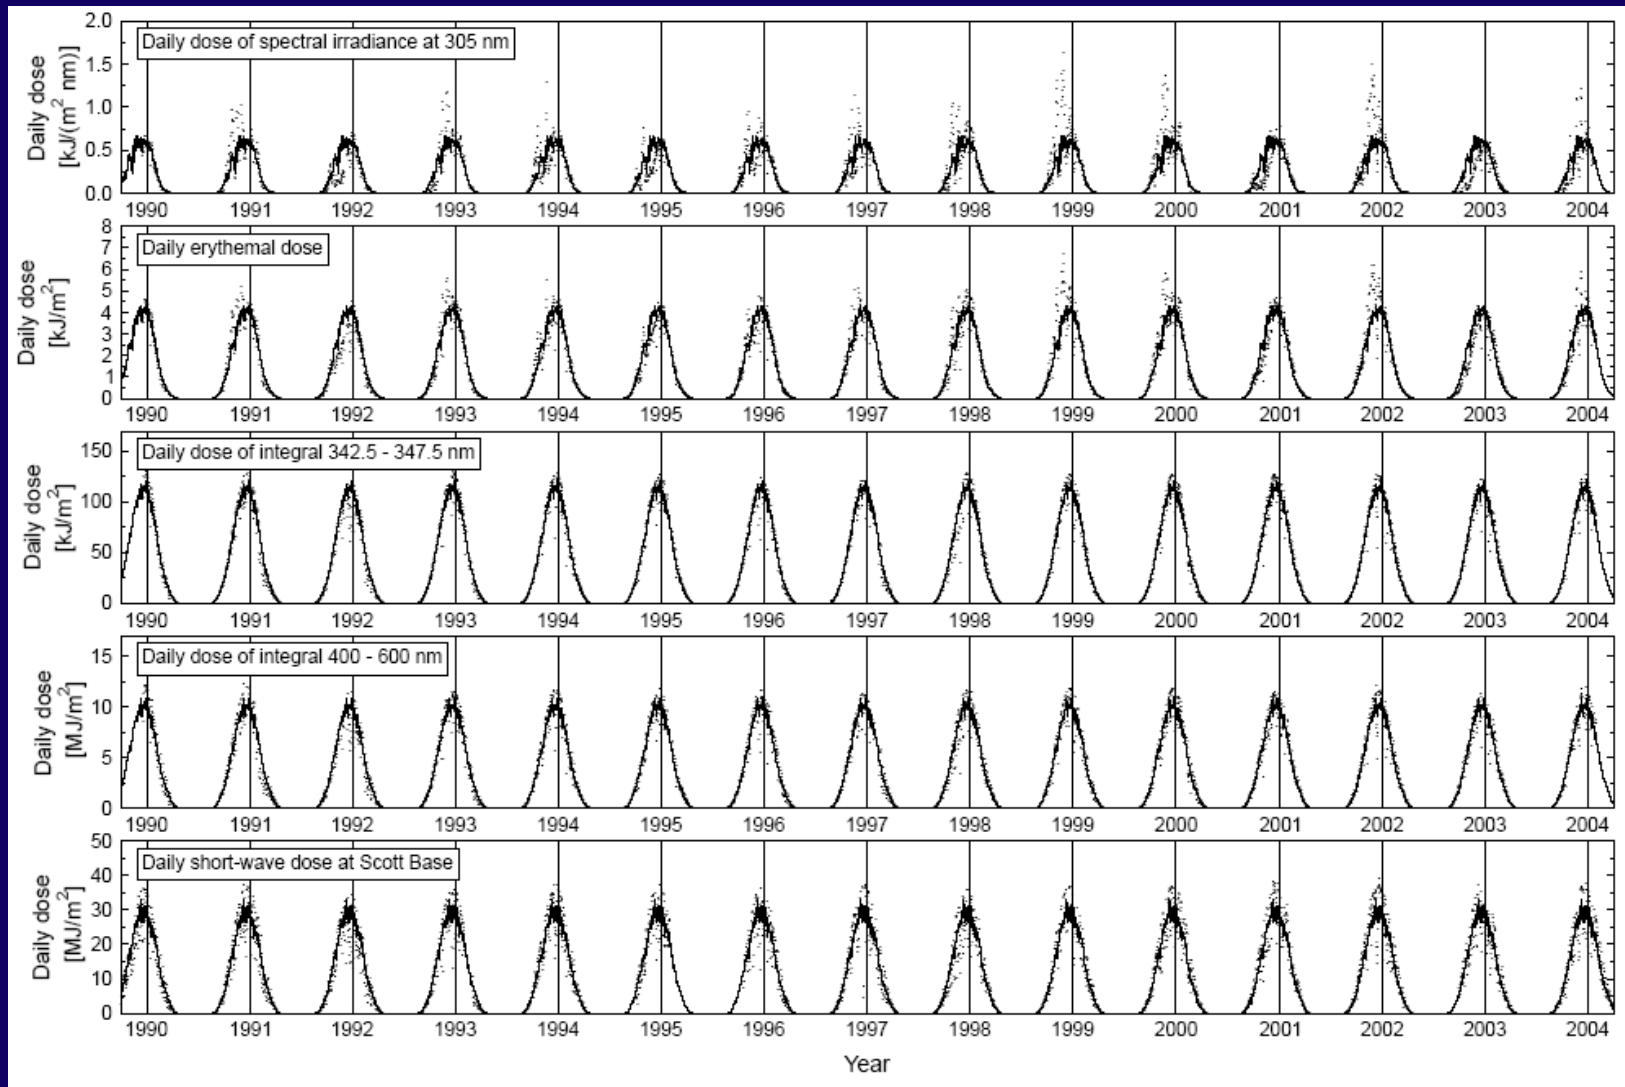 Daily dose of spectral irradiance at 305 nm
Daily dose
[kJ/(m² nm)]
2.0
1.5
1.0
0.5
0.0
1990 1991 1992 1993 1994 1995 1996 1997 1998 1999 2000 2001 2002 2003 2004
Daily erythemal dose
Daily dose
[kJ/m²]
8
7
6
5
4
3
2
1
0
1990 1991 1992 1993 1994 1995 1996 1997 1998 1999 2000 2001 2002 2003 2004
Daily dose of integral 342.5 - 347.5 nm
Daily dose
[kJ/m²]
150
100
50
0
1990 1991 1992 1993 1994 1995 1996 1997 1998 1999 2000 2001 2002 2003 2004
Daily dose of integral 400 - 600 nm
Daily dose
[MJ/m²]
15
10
5
0
1990 1991 1992 1993 1994 1995 1996 1997 1998 1999 2000 2001 2002 2003 2004
Daily short-wave dose at Scott Base
Daily dose
[MJ/m²]
50
40
30
20
10
0
1990 1991 1992 1993 1994 1995 1996 1997 1998 1999 2000 2001 2002 2003 2004
Year